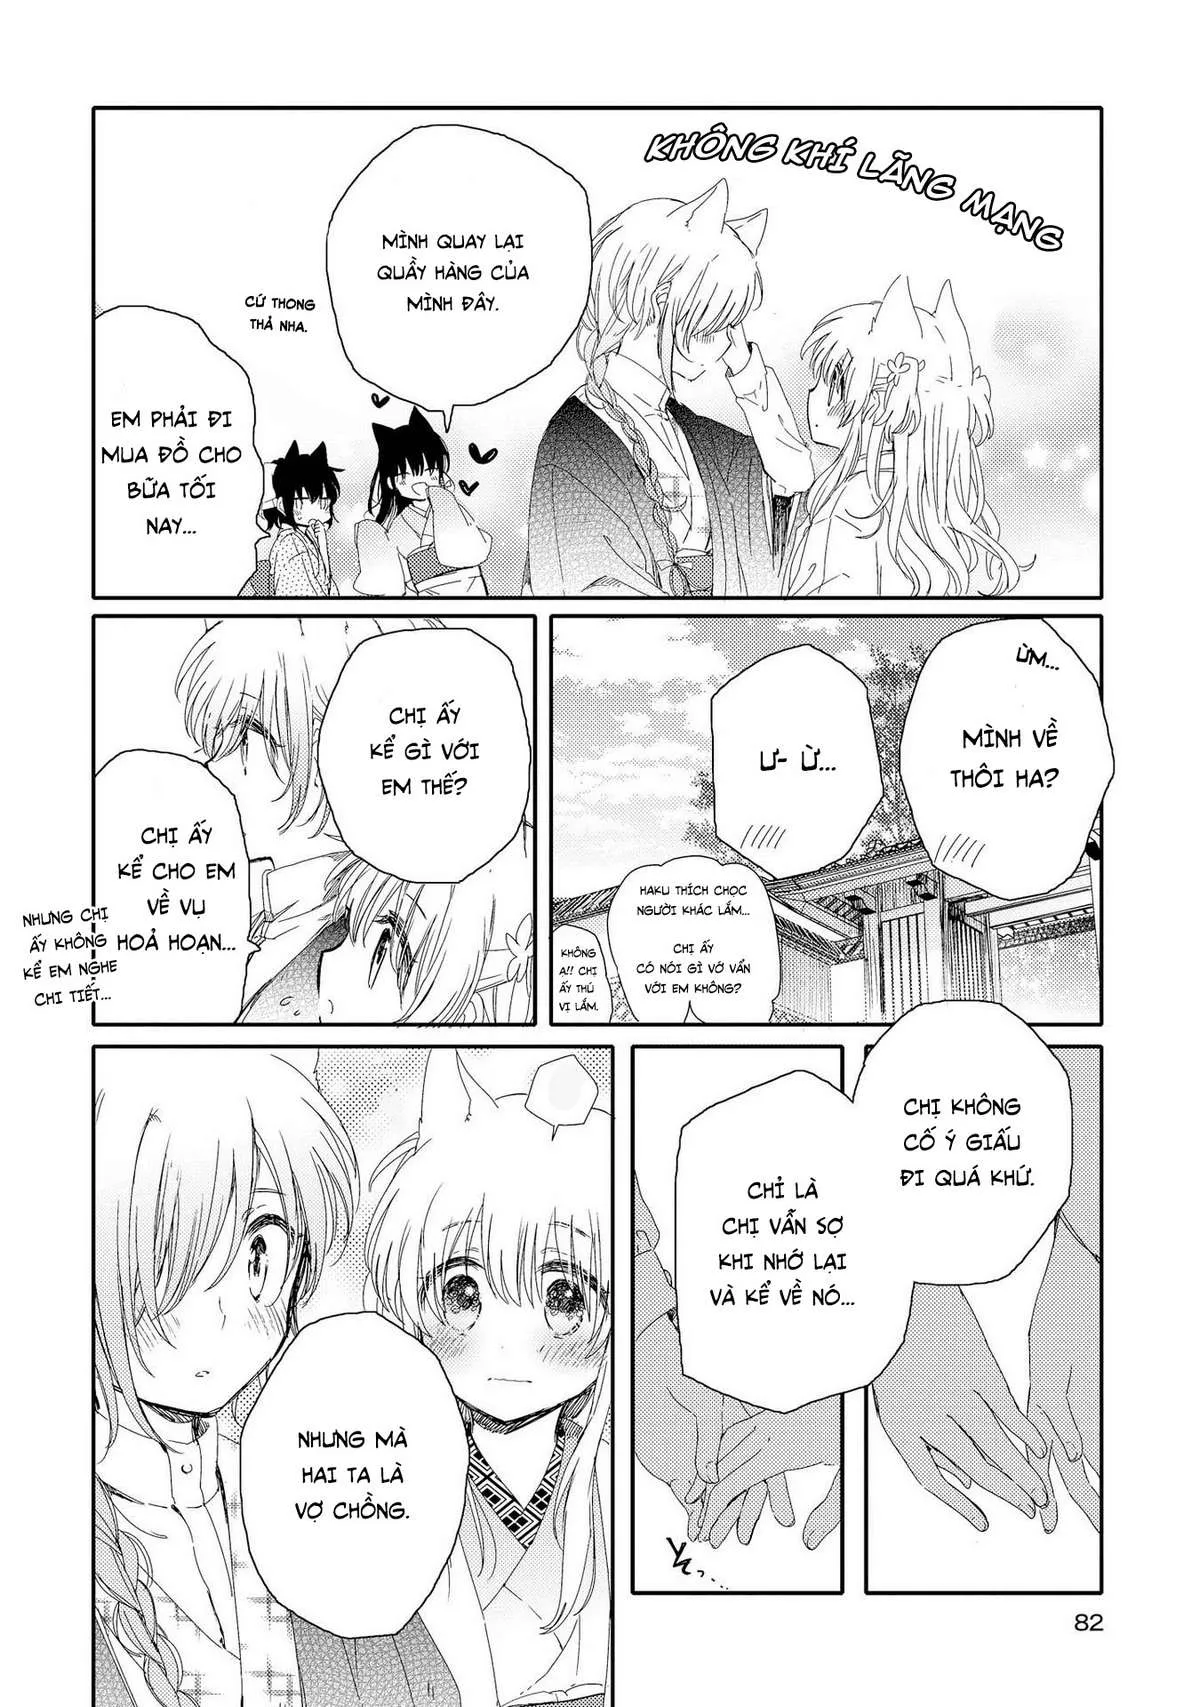 KHÔNG KHÍ LÃNG MẠNG
MÌNH QUAY LẠI
QUẦY HÀNG CỦA
MÌNH ĐÂY.
CỨ THONG
THẢ NHA.
EM PHẢI ĐI
MUA ĐỒ CHO
BỮA TỐI
NAY...
ỪM...
MÌNH VỀ
THÔI HA?
Ư- Ừ...
HAKU THÍCH CHỌC
NGƯỜI KHÁC LẮM...
CHỊ ẤY
CÓ NÓI GÌ VỚ VẨN
VỚI EM KHÔNG?
KHÔNG
Ạ!! CHỊ
ẤY THÚ
VỊ LẮM.
CHỊ ẤY
KỂ GÌ VỚI
EM THẾ?
CHỊ ẤY
KỂ CHO EM
VỀ VỤ
HOẢ HOẠN...
NHƯNG CHỊ
ẤY KHÔNG
KỂ EM NGHE
CHI TIẾT...
CHỊ KHÔNG
CỐ Ý GIẤU
ĐI QUÁ KHỨ.
CHỈ LÀ
CHỊ VẪN SỢ
KHI NHỚ LẠI
VÀ KỂ VỀ NÓ...
NHƯNG MÀ
HAI TA LÀ
VỢ CHỒNG.
82